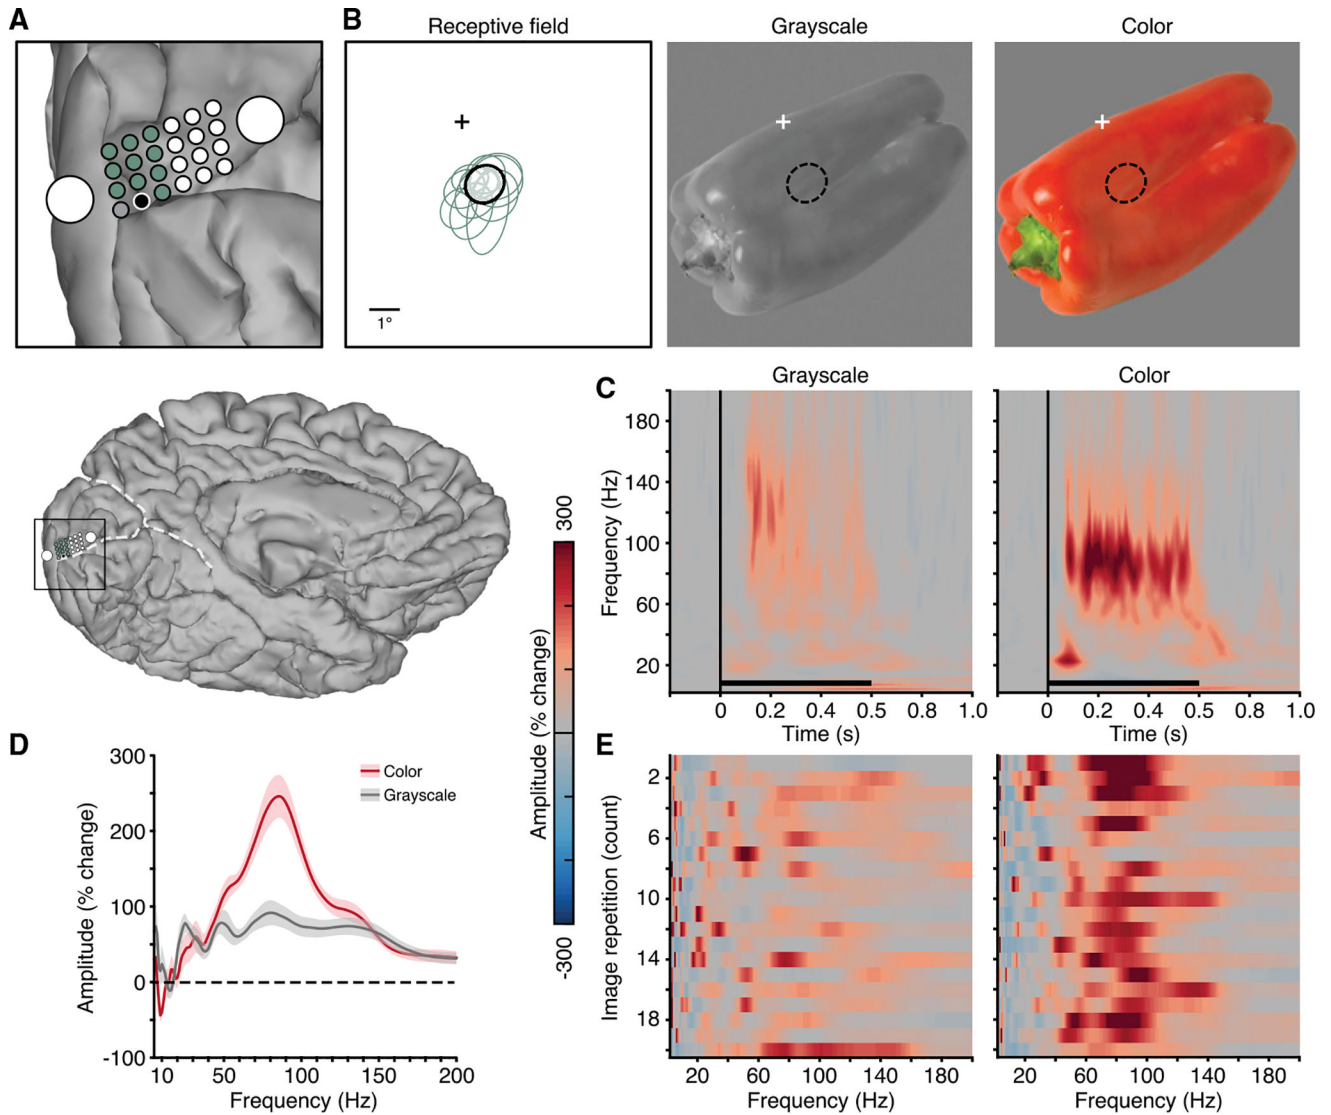 A
B
Receptive field
Grayscale
Color
1°
C
Grayscale
Color
Frequency (Hz)
180
140
100
60
20
0 0.2 0.4 0.5 0.8 1.0
0 0.2 0.4 0.5 0.8 1.0
Time (s)
Time (s)
300
Amplitude (% change)
-300
D
Amplitude (% change)
300
200
100
0
-100
Color
Grayscale
10 50 100 150 200
Frequency (Hz)
E
Image repetition (count)
2
6
10
14
18
20 60 100 140 180
20 60 100 140 180
Frequency (Hz)
Frequency (Hz)